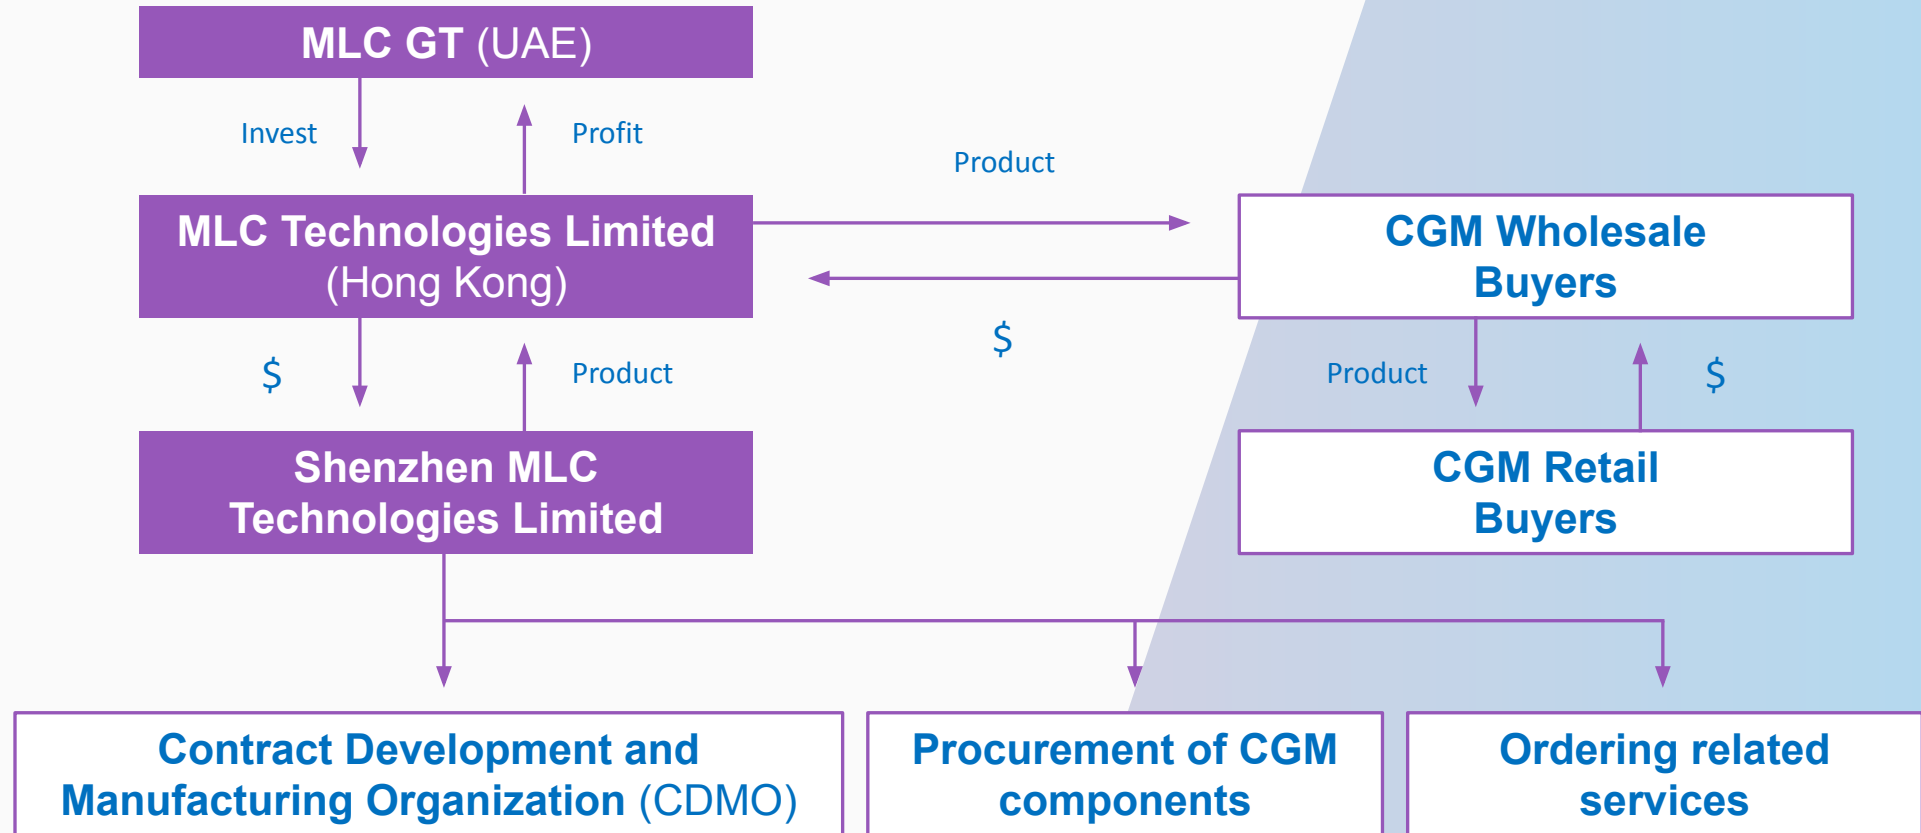 MLC GT (UAE)
Invest
Profit
Product
MLC Technologies Limited
(Hong Kong)
CGM Wholesale
Buyers
$
$
Product
Product
$
Shenzhen MLC
Technologies Limited
CGM Retail
Buyers
Contract Development and
Manufacturing Organization (CDMO)
Procurement of CGM
components
Ordering related
services